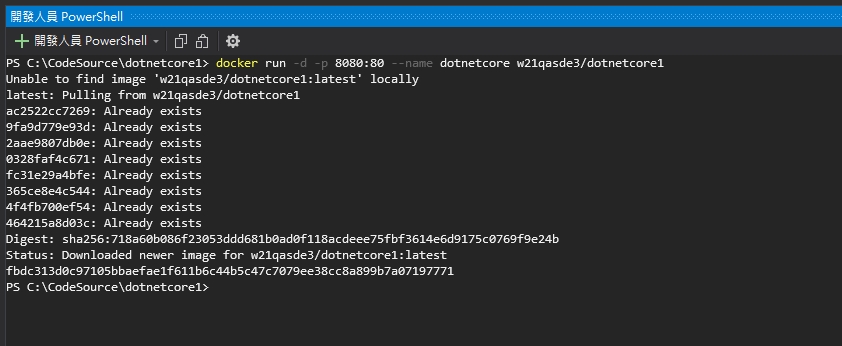 開發人員 PowerShell
開發人員 PowerShell
PS C:\CodeSource\dotnetcore1> docker run -d -p 8080:80 --name dotnetcore w21qasde3/dotnetcore1
Unable to find image 'w21qasde3/dotnetcore1:latest' locally
latest: Pulling from w21qasde3/dotnetcore1
ac2522cc7269: Already exists
9fa9d779e93d: Already exists
2aae9807db0e: Already exists
0328faf4c671: Already exists
fc31e29a4bfe: Already exists
365ce8e4c544: Already exists
4f4fb700ef54: Already exists
464215a8d03c: Already exists
Digest: sha256:718a60b086f23053ddd681b0ad0f118acdeee75fbf3614e6d9175c0769f9e24b
Status: Downloaded newer image for w21qasde3/dotnetcore1:latest
fbdc313d0c97105bbaefae1f611b6c44b5c47c7079ee38cc8a899b7a07197771
PS C:\CodeSource\dotnetcore1>